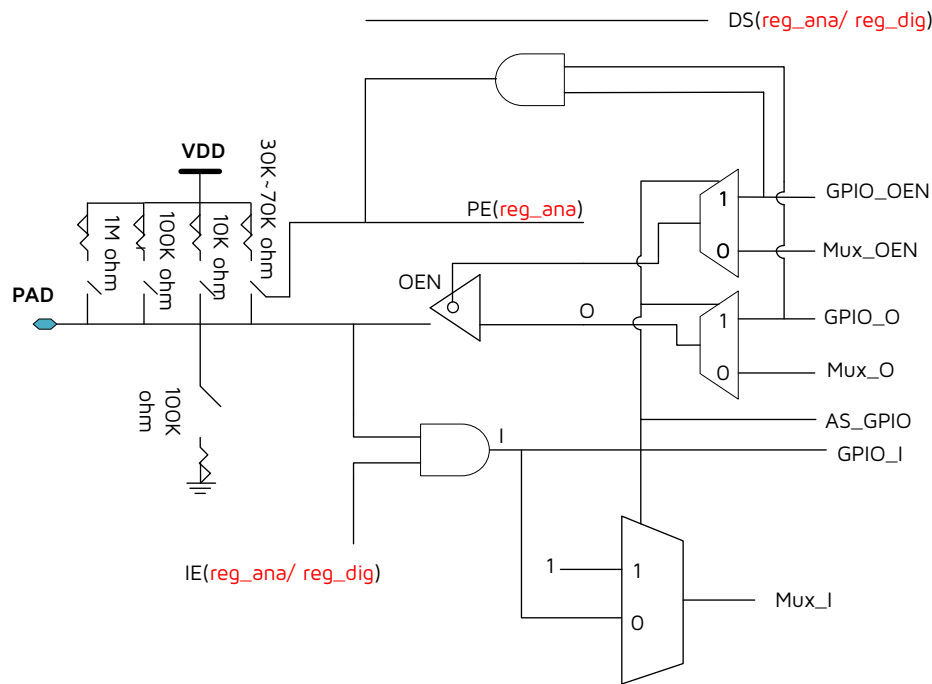 DS(reg_ana/ reg_dig)
VDD
30K~70K ohm
10K ohm
100K ohm
1M ohm
PE(reg_ana)
1
GPIO_OEN
0
Mux_OEN
OEN
PAD
O
1
GPIO_O
0
Mux_O
100K
ohm
AS_GPIO
I
GPIO_I
IE(reg_ana/ reg_dig)
1
1
0
Mux_I